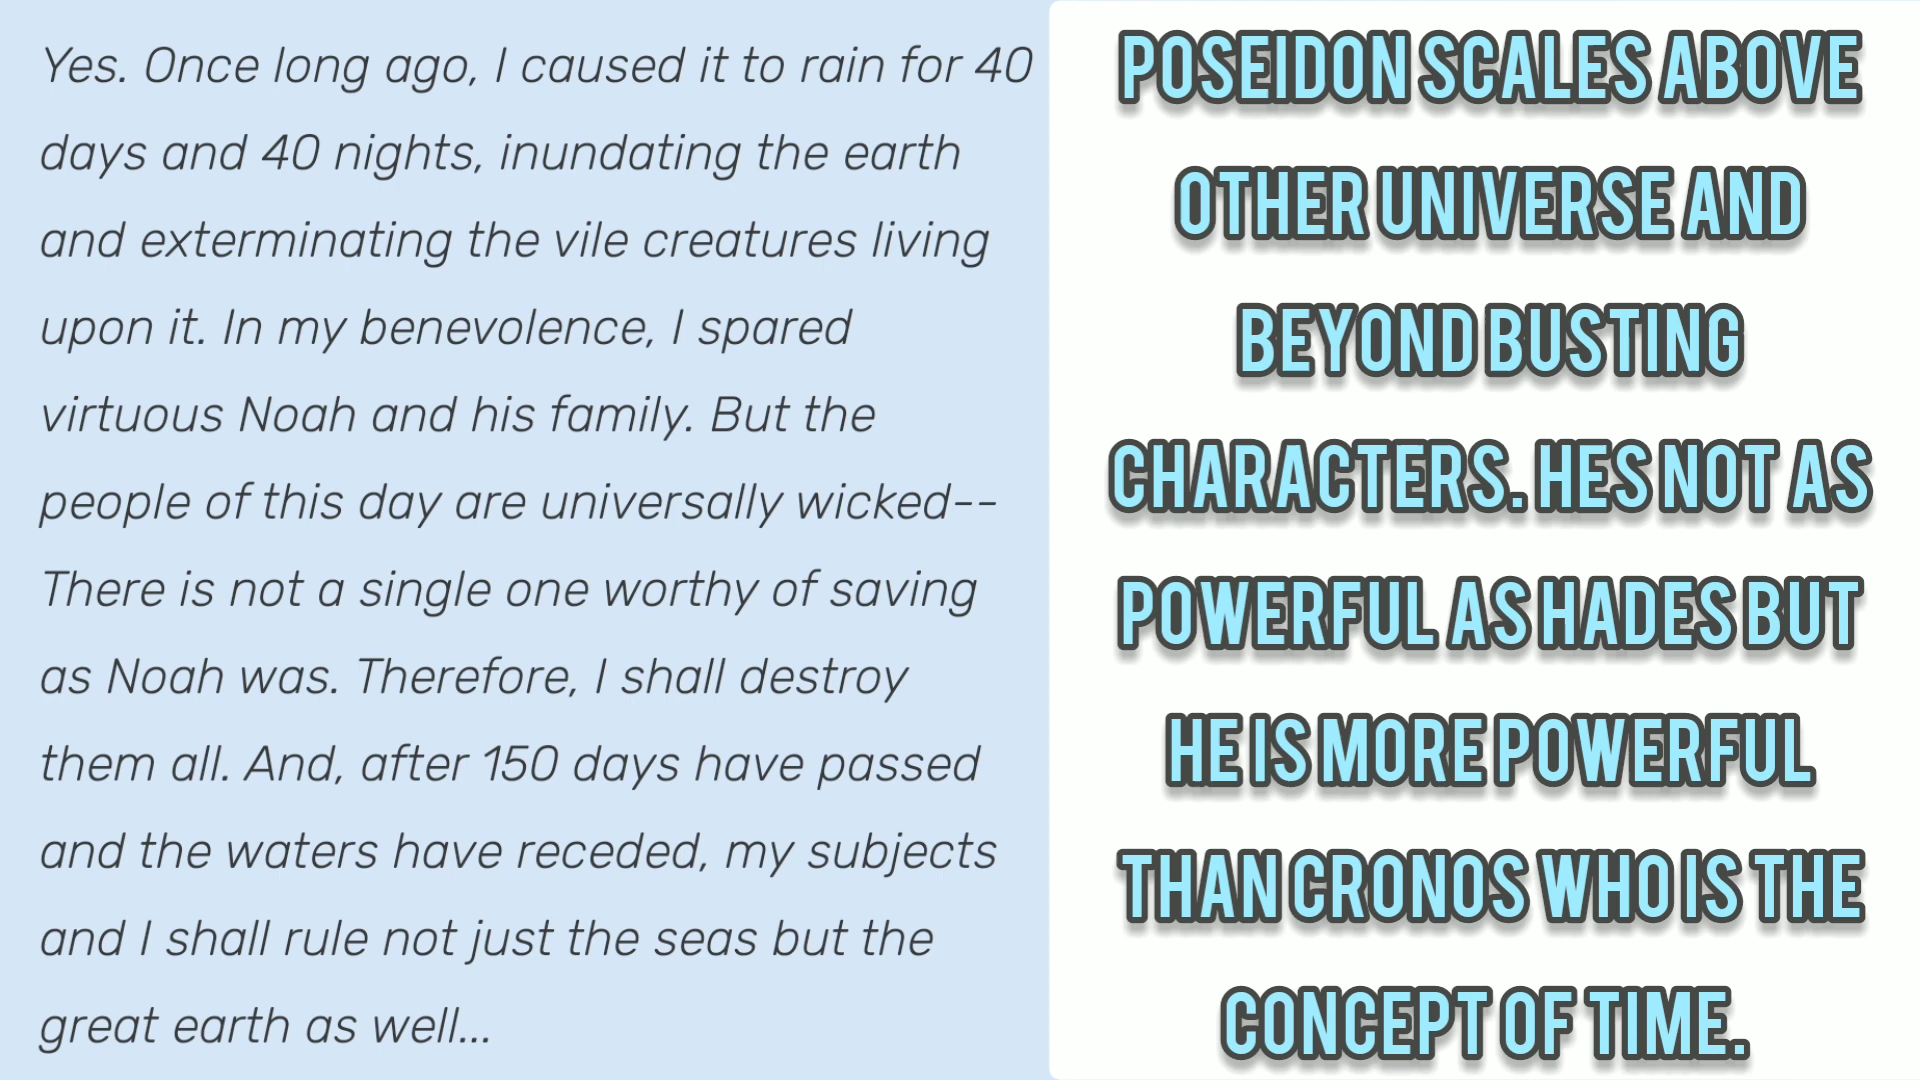 Yes. Once long ago, I caused it to rain for 40
days and 40 nights, inundating the earth
and exterminating the vile creatures living
upon it. In my benevolence, I spared
virtuous Noah and his family. But the
people of this day are universally wicked--
There is not a single one worthy of saving
as Noah was. Therefore, I shall destroy
them all. And, after 150 days have passed
and the waters have receded, my subjects
and I shall rule not just the seas but the
great earth as well...
POSEIDON SCALES ABOVE
OTHER UNIVERSE AND
BEYOND BUSTING
CHARACTERS. HES NOT AS
POWERFUL AS HADES BUT
HE IS MORE POWERFUL
THAN CRONOS WHO IS THE
CONCEPT OF TIME.